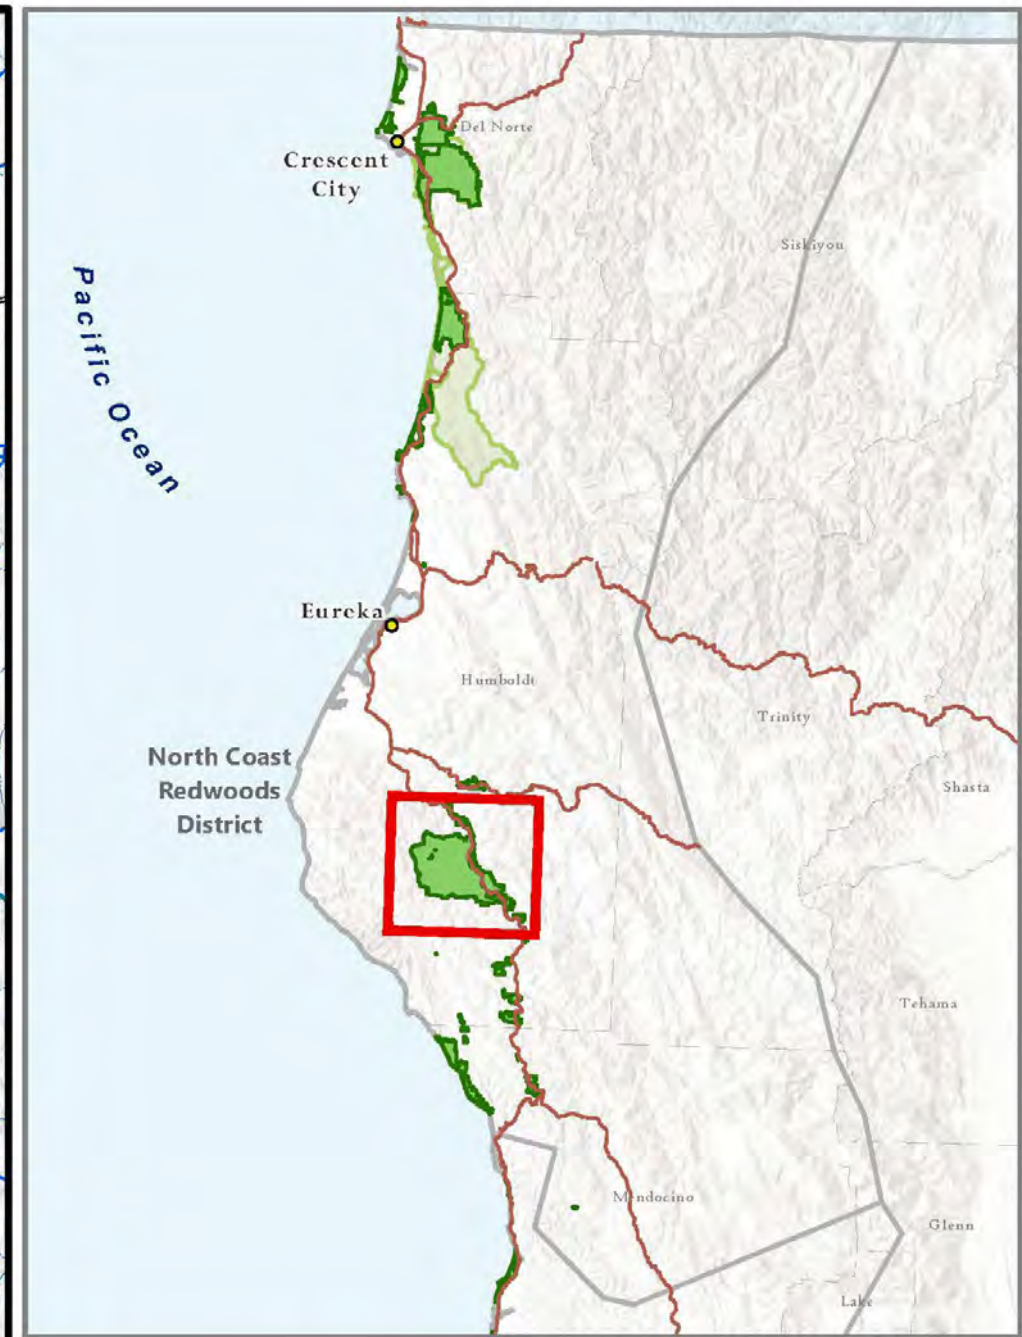 Del Norte
Crescent
City
Siskiyou
Pacific Ocean
Eureka
Humboldt
Trinity
North Coast
Redwoods
District
Shasta
Tehama
Mendocino
Glenn
Lake